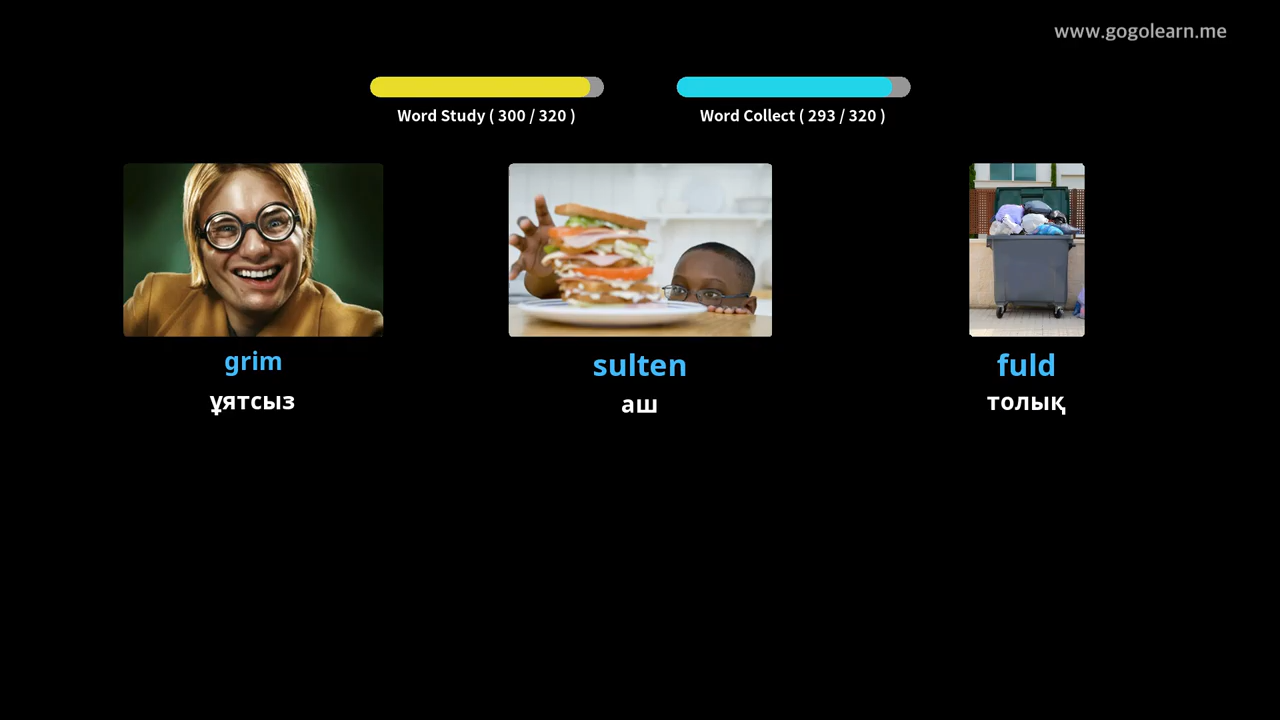 www.gogolearn.me
Word Study ( 300 / 320 )
Word Collect ( 293 / 320 )
grim
ұятсыз
sulten
аш
fuld
толық